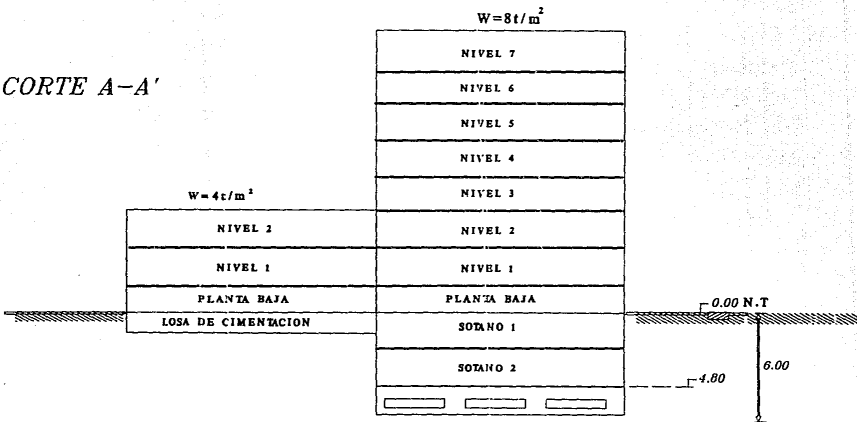 W=8t/m²
NIVEL 7
CORTE A-A'
NIVEL 6
NIVEL 5
NIVEL 4
W=4t/m²
NIVEL 3
NIVEL 2
NIVEL 2
NIVEL 1
NIVEL 1
PLANTA BAJA
PLANTA BAJA
0.00 N.T
LOSA DE CIMENTACION
SOTANO 1
SOTANO 2
6.00
4.80